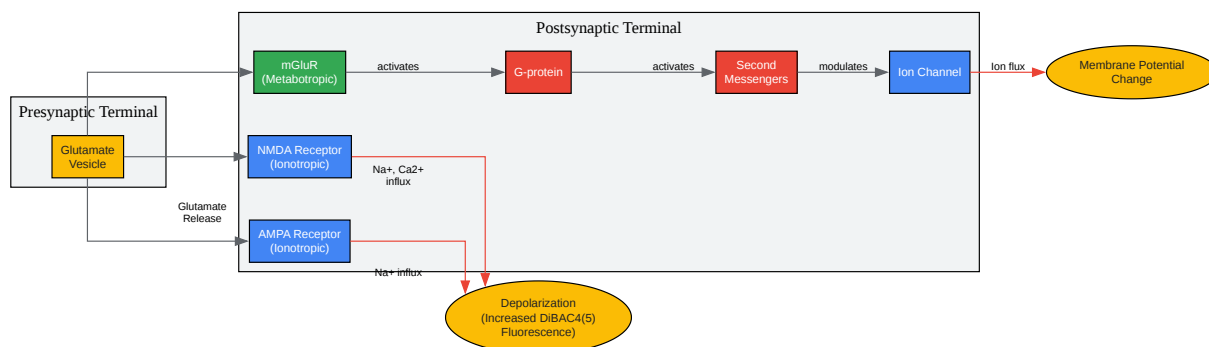 Postsynaptic Terminal
mGluR
(Metabotropic)
activates
G-protein
activates
Second
Messengers
modulates
Ion Channel
Ion flux
Membrane Potential
Change
Presynaptic Terminal
Glutamate
Vesicle
NMDA Receptor
(Ionotropic)
Na+, Ca2+
influx
Glutamate
Release
AMPA Receptor
(Ionotropic)
Na+ influx
Depolarization
(Increased DiBAC4(5)
Fluorescence)